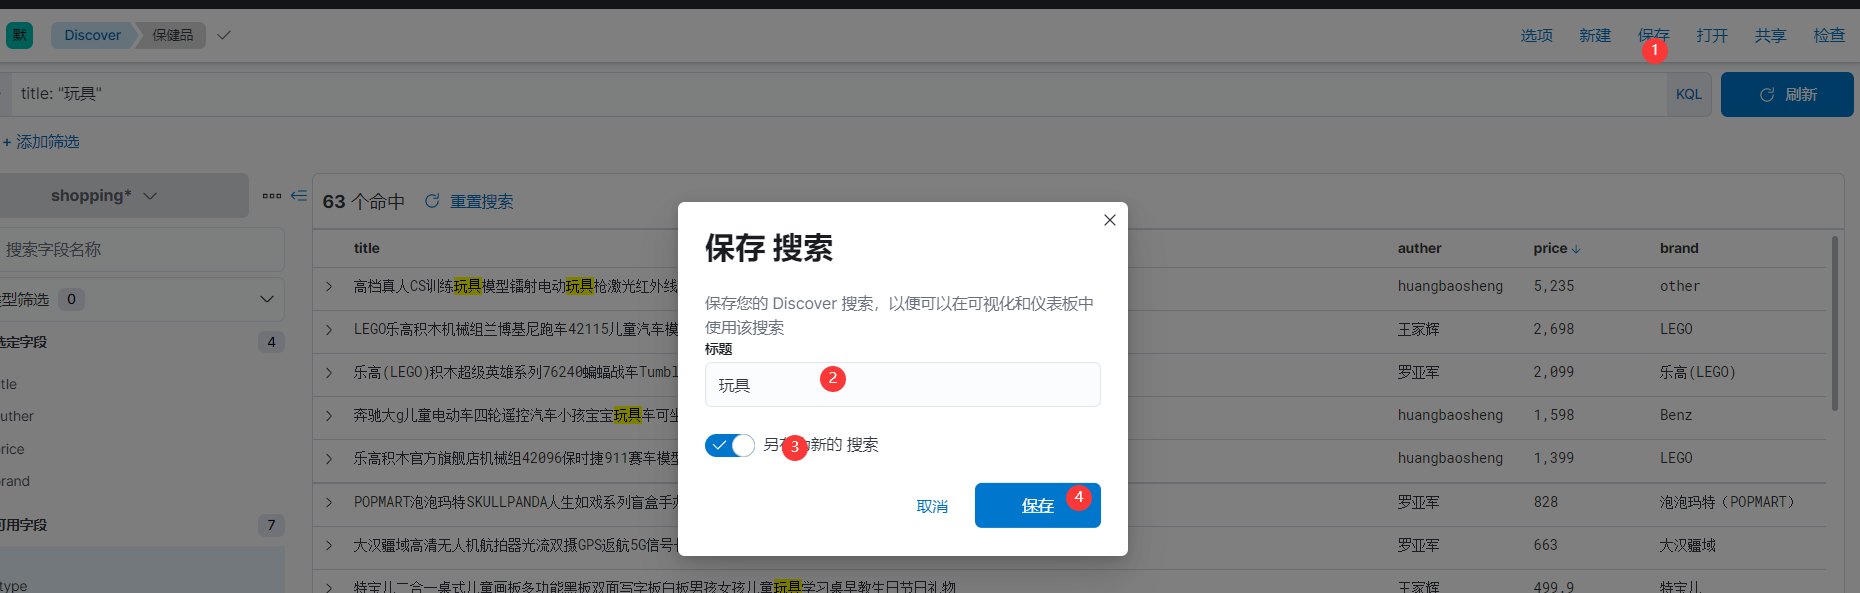 默 Discover 保健品 选项 新建 保存 打开 共享 检查
1
title: "玩具" KQL 刷新
+ 添加筛选
shopping* 63 个命中 重置搜索
搜索字段名称
title auther price brand
型筛选 0
选定字段 4
tle
uther
rice
rand
可用字段 7
type
高档真人CS训练玩具模型镭射电动玩具枪激光红外线 huangbaosheng 5,235 other
LEGO乐高积木机械组兰博基尼跑车42115儿童汽车模 王家辉 2,698 LEGO
乐高(LEGO)积木超级英雄系列76240蝙蝠战车Tumbl 罗亚军 2,099 乐高(LEGO)
奔驰大g儿童电动车四轮遥控汽车小孩宝宝玩具车可坐 huangbaosheng 1,598 Benz
乐高积木官方旗舰店机械组42096保时捷911赛车模型 huangbaosheng 1,399 LEGO
POPMART泡泡玛特SKULLPANDA人生如戏系列盲盒手办 罗亚军 828 泡泡玛特（POPMART）
大汉疆域高清无人机航拍器光流双摄GPS返航5G信号 罗亚军 663 大汉疆域
特宝儿二合一桌式儿童画板多功能黑板双面写字板白板男孩女孩儿童玩具学习桌早教生日节日礼物 王家辉 499.9 特宝儿
保存 搜索
保存您的 Discover 搜索，以便可以在可视化和仪表板中
使用该搜索
标题
玩具 2
另存为新的 搜索
3
取消 保存 4